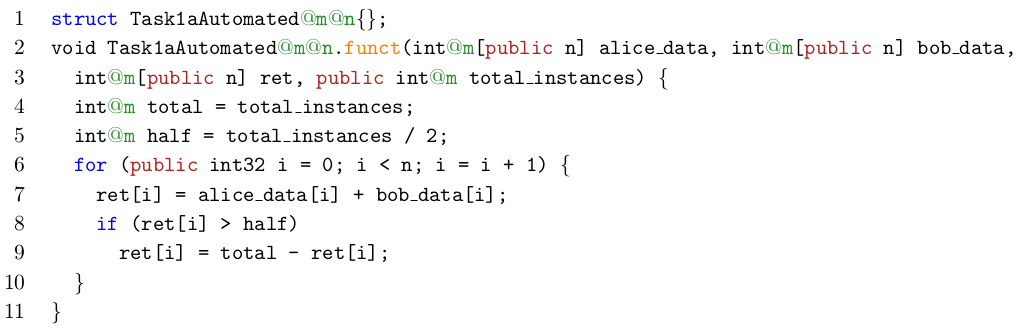 1 struct Task1aAutomated@m@n{};
2 void Task1aAutomated@m@n.funct(int@m[public n] alice_data, int@m[public n] bob_data,
3 int@m[public n] ret, public int@m total_instances) {
4 int@m total = total_instances;
5 int@m half = total_instances / 2;
6 for (public int32 i = 0; i < n; i = i + 1) {
7 ret[i] = alice_data[i] + bob_data[i];
8 if (ret[i] > half)
9 ret[i] = total - ret[i];
10 }
11 }